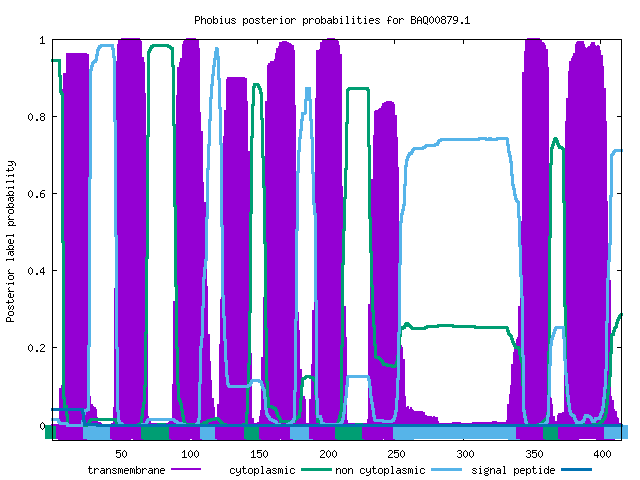 Phobius posterior probabilities for BAQ00879.1
Posterior label probability
1
0.8
0.6
0.4
0.2
0
50 100 150 200 250 300 350 400
transmembrane cytoplasmic non cytoplasmic signal peptide